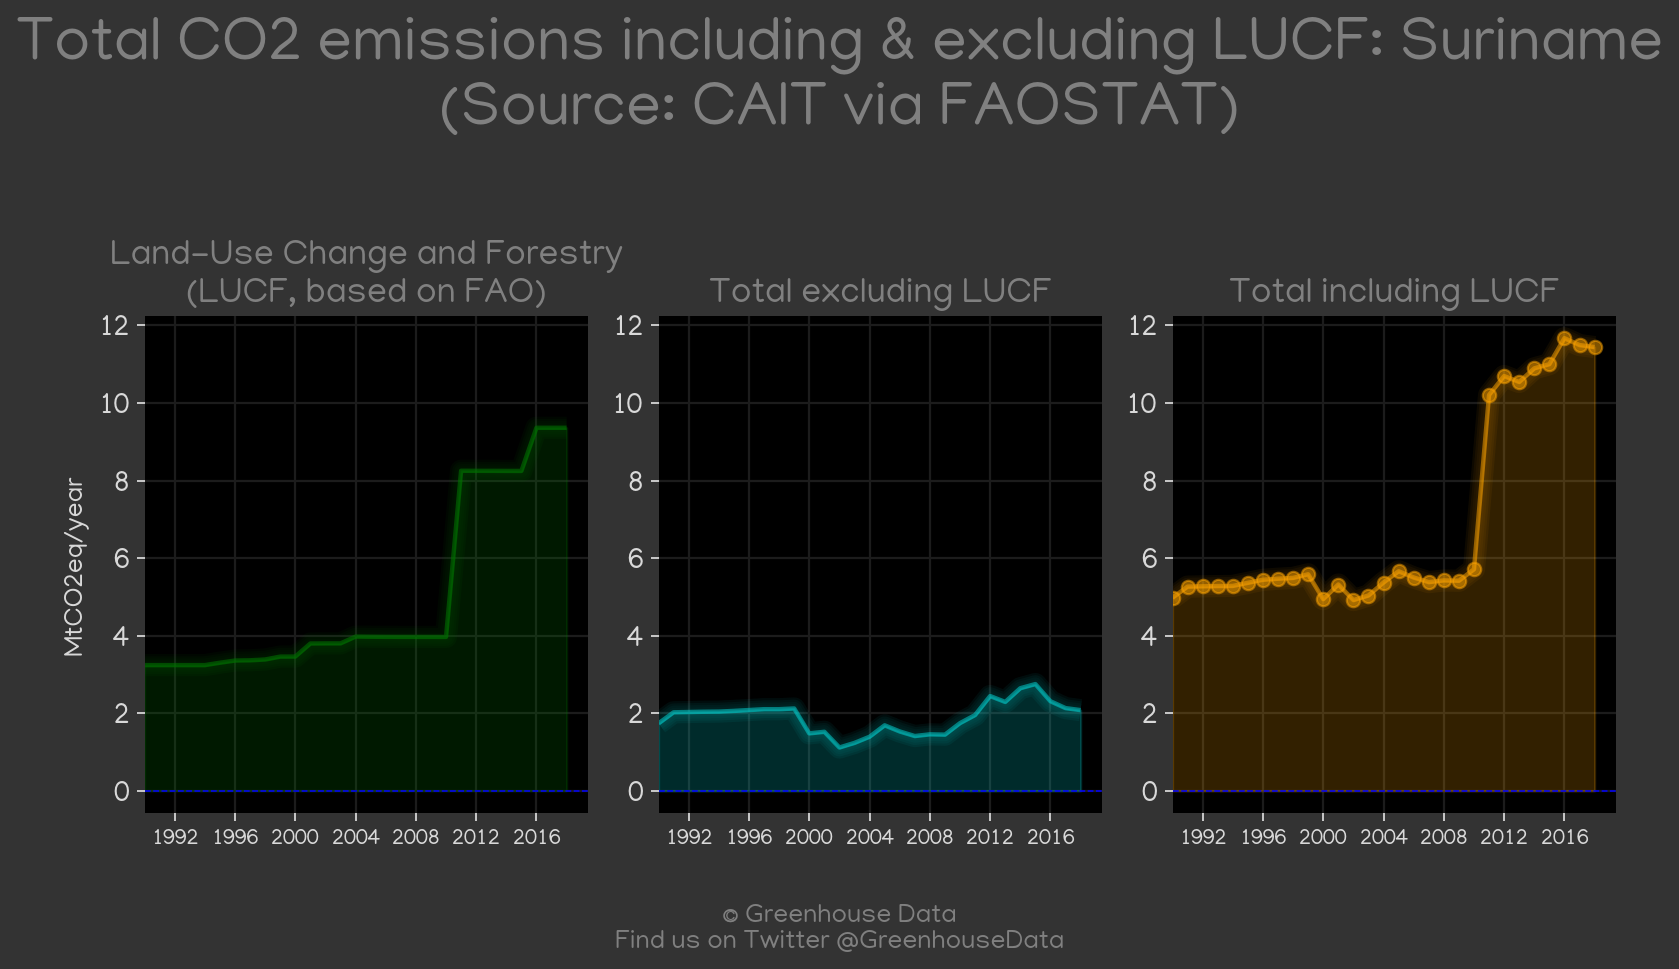 Total CO2 emissions including & excluding LUCF: Suriname
(Source: CAIT via FAOSTAT)
Land-Use Change and Forestry
(LUCF, based on FAO)
Total excluding LUCF
Total including LUCF
MtCO2eq/year
12
10
8
6
4
2
0
1992 1996 2000 2004 2008 2012 2016
12
10
8
6
4
2
0
1992 1996 2000 2004 2008 2012 2016
12
10
8
6
4
2
0
1992 1996 2000 2004 2008 2012 2016
© Greenhouse Data
Find us on Twitter @GreenhouseData